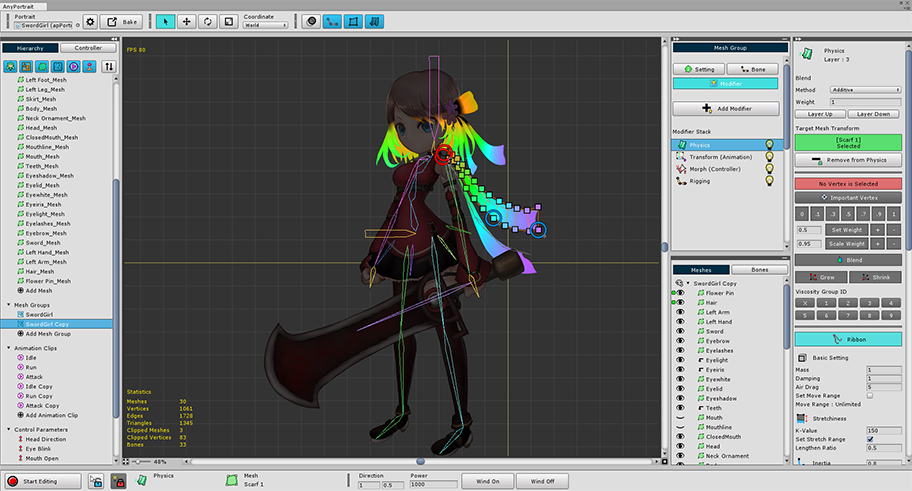 AnyPortrait
Portrait
SwordGirl (apPortr
Bake
Coordinate
World
Hierarchy
Controller
Left Foot_Mesh
Left Leg_Mesh
Skirt_Mesh
Body_Mesh
Neck Ornament_Mesh
Head_Mesh
ClosedMouth_Mesh
Mouthline_Mesh
Mouth_Mesh
Teeth_Mesh
Eyeshadow_Mesh
Eyelid_Mesh
Eyewhite_Mesh
Eyeiris_Mesh
Eyelight_Mesh
Eyelashes_Mesh
Eyebrow_Mesh
Sword_Mesh
Left Hand_Mesh
Left Arm_Mesh
Hair_Mesh
Flower Pin_Mesh
Add Mesh
Mesh Groups
SwordGirl
SwordGirl Copy
Add Mesh Group
Animation Clips
Idle
Run
Attack
Idle Copy
Run Copy
Attack Copy
Add Animation Clip
Control Parameters
Head Direction
Eye Blink
Mouth Open
FPS 80
Statistics
Meshes 30
Vertices 1061
Edges 1728
Triangles 1345
Clipped Meshes 3
Clipped Vertices 83
Bones 33
48%
Mesh Group
Setting
Bone
Modifier
Add Modifier
Modifier Stack
Physics
Transform (Animation)
Morph (Controller)
Rigging
Meshes
Bones
SwordGirl Copy
Flower Pin
Hair
Left Arm
Left Hand
Sword
Eyebrow
Eyelashes
Eyelight
Eyeiris
Eyewhite
Eyelid
Eyeshadow
Teeth
Mouth
Mouthline
ClosedMouth
Head
Neck Ornament
Physics
Layer : 3
Blend
Method Additive
Weight 1
Layer Up Layer Down
Target Mesh Transform
[Scarf 1]
Selected
Remove from Physics
No Vertex is Selected
Important Vertex
0 .1 .3 .5 .7 .9 1
0.5 Set Weight + -
0.95 Scale Weight + -
Blend
Grow Shrink
Viscosity Group ID
X 1 2 3 4
5 6 7 8 9
Ribbon
Basic Setting
Mass 1
Damping 1
Air Drag 5
Set Move Range
Move Range : Unlimited
Stretchiness
K-Value 150
Set Stretch Range
Lengthen Ratio 0.5
Inertia 0.8
Start Editing
Physics
Mesh
Scarf 1
Direction
1 0.5
Power
1000
Wind On
Wind Off